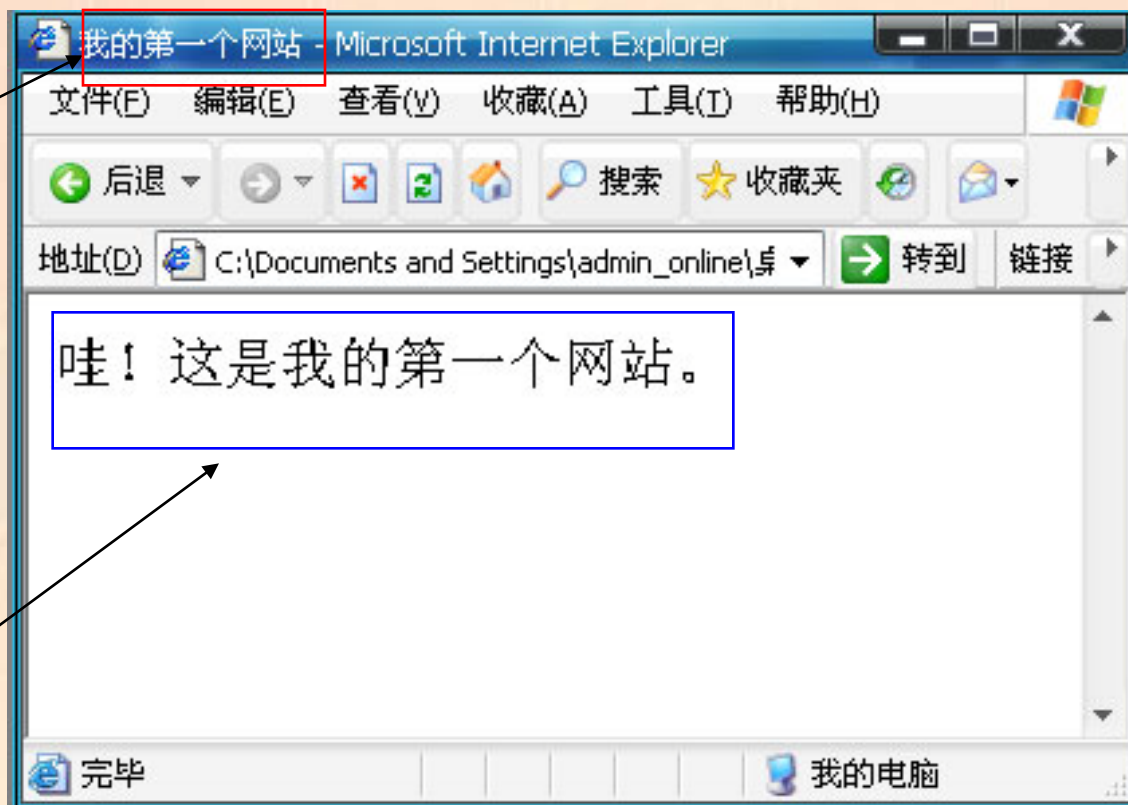 我的第一个网站 - Microsoft Internet Explorer
文件(F) 编辑(E) 查看(V) 收藏(A) 工具(T) 帮助(H)
后退 搜索 收藏夹
地址(D) C:\Documents and Settings\admin_online\ 转到 链接
哇！这是我的第一个网站。
完毕 我的电脑